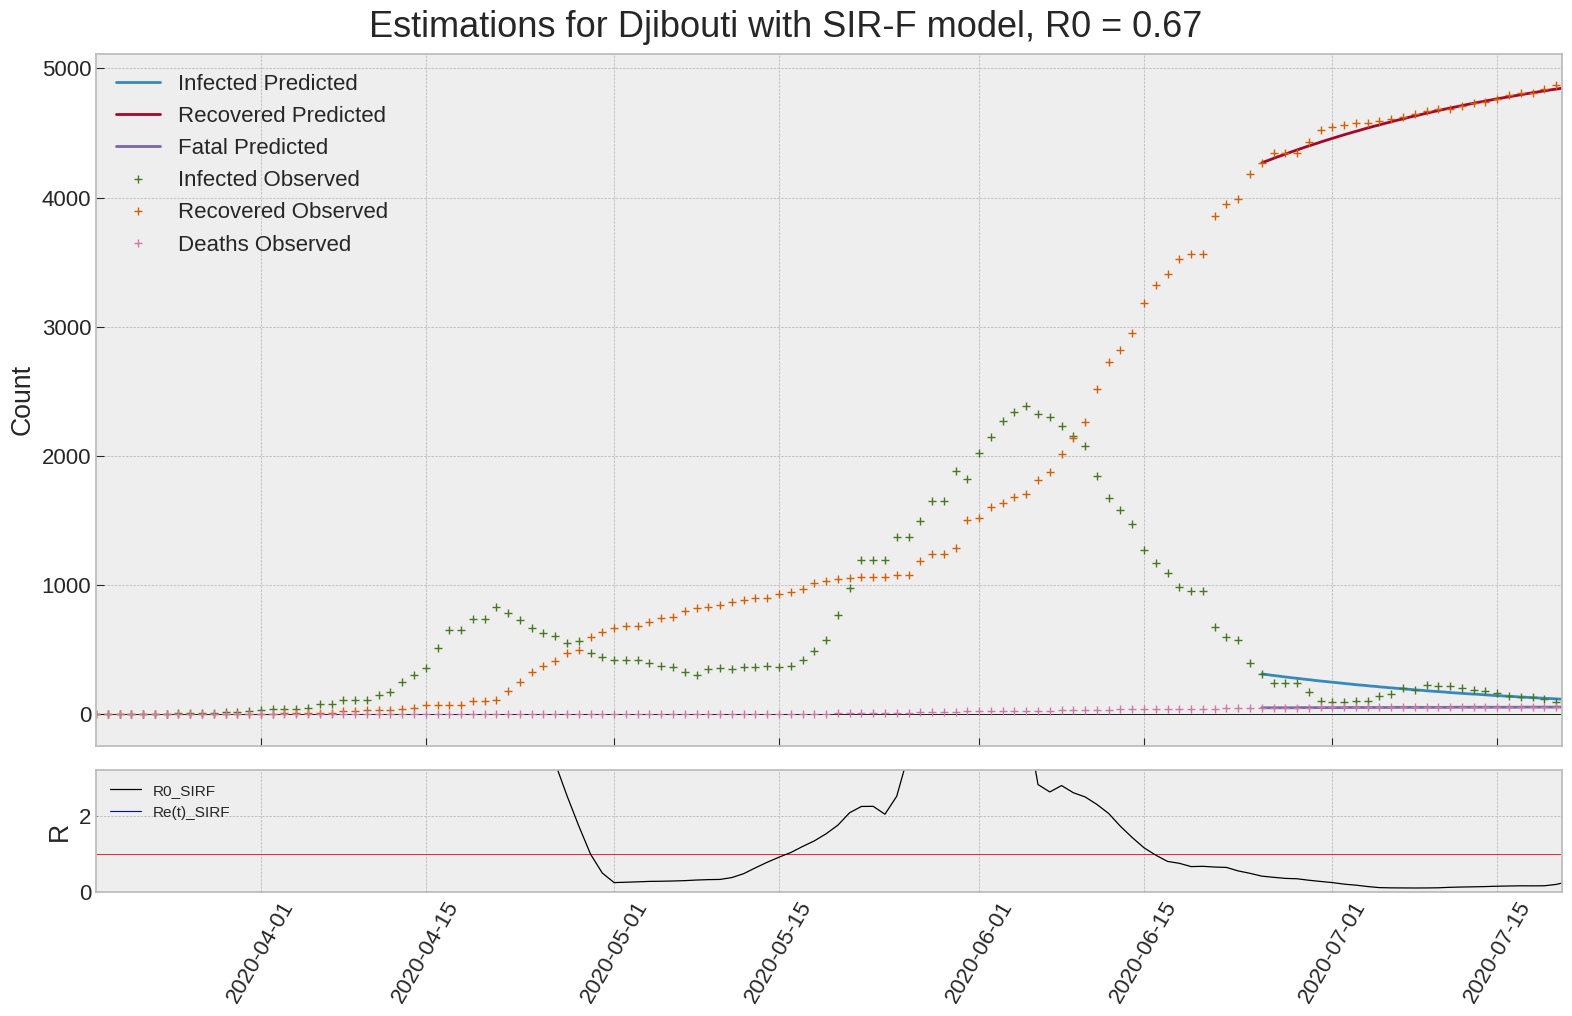 Estimations for Djibouti with SIR-F model, R0 = 0.67
Count
5000
4000
3000
2000
1000
0
Infected Predicted
Recovered Predicted
Fatal Predicted
Infected Observed
Recovered Observed
Deaths Observed
R
2
0
R0_SIRF
Re(t)_SIRF
2020-04-01
2020-04-15
2020-05-01
2020-05-15
2020-06-01
2020-06-15
2020-07-01
2020-07-15